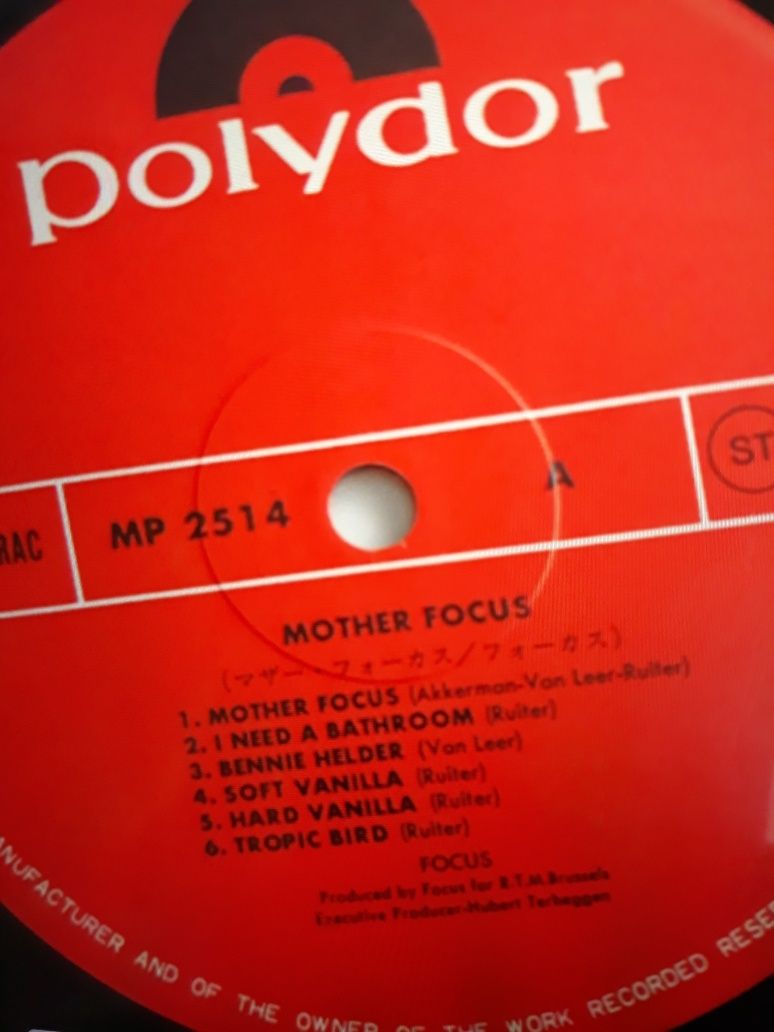 polydor
RAC MP 2514 A ST
MOTHER FOCUS
(マザー・フォーカス/フォーカス)
1. MOTHER FOCUS (Akkerman-Van Leer-Ruiter)
2. I NEED A BATHROOM (Ruiter)
3. BENNIE HELDER (Van Leer)
4. SOFT VANILLA (Ruiter)
5. HARD VANILLA (Ruiter)
6. TROPIC BIRD (Ruiter)
FOCUS
Produced by Focus for R.T.M.Brussels
Executive Producer-Hubert Terheggen
ANUFACTURER AND OF THE OWNER OF THE WORK RECORDED RESE